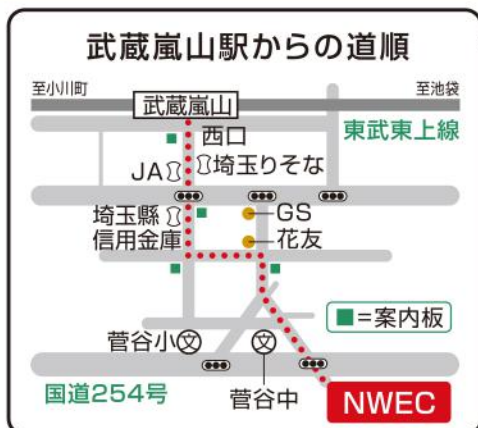 武蔵嵐山駅からの道順
至小川町
至池袋
武蔵嵐山
東武東上線
西口
JA
埼玉りそな
埼玉縣
信用金庫
GS
花友
■=案内板
菅谷小
文
文
国道254号
菅谷中
NWEC